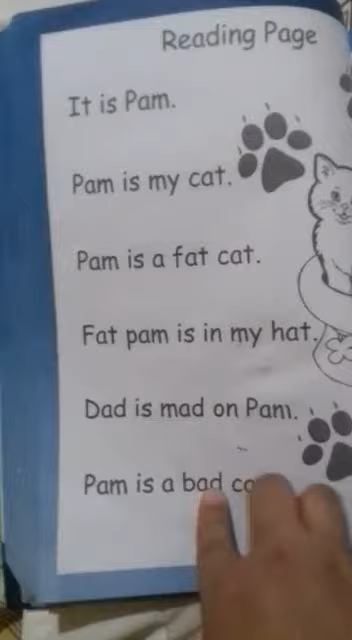 Reading Page
It is Pam.
Pam is my cat.
Pam is a fat cat.
Fat pam is in my hat.
Dad is mad on Pam.
Pam is a bad